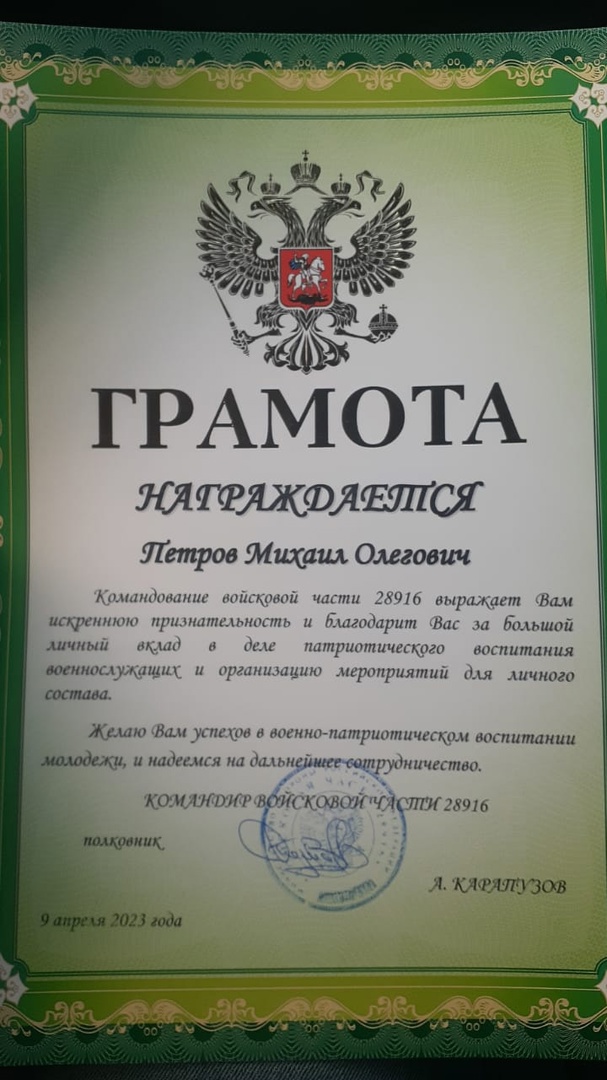 ГРАМОТА
НАГРАЖДАЕТСЯ
Петров Михаил Олегович
Командование войсковой части 28916 выражает Вам
искреннюю признательность и благодарит Вас за большой
личный вклад в деле патриотического воспитания
военнослужащих и организацию мероприятий для личного
состава.
Желаю Вам успехов в военно-патриотическом воспитании
молодежи, и надеемся на дальнейшее сотрудничество.
КОМАНДИР ВОЙСКОВОЙ ЧАСТИ 28916
полковник
А. КАРАПУЗОВ
9 апреля 2023 года